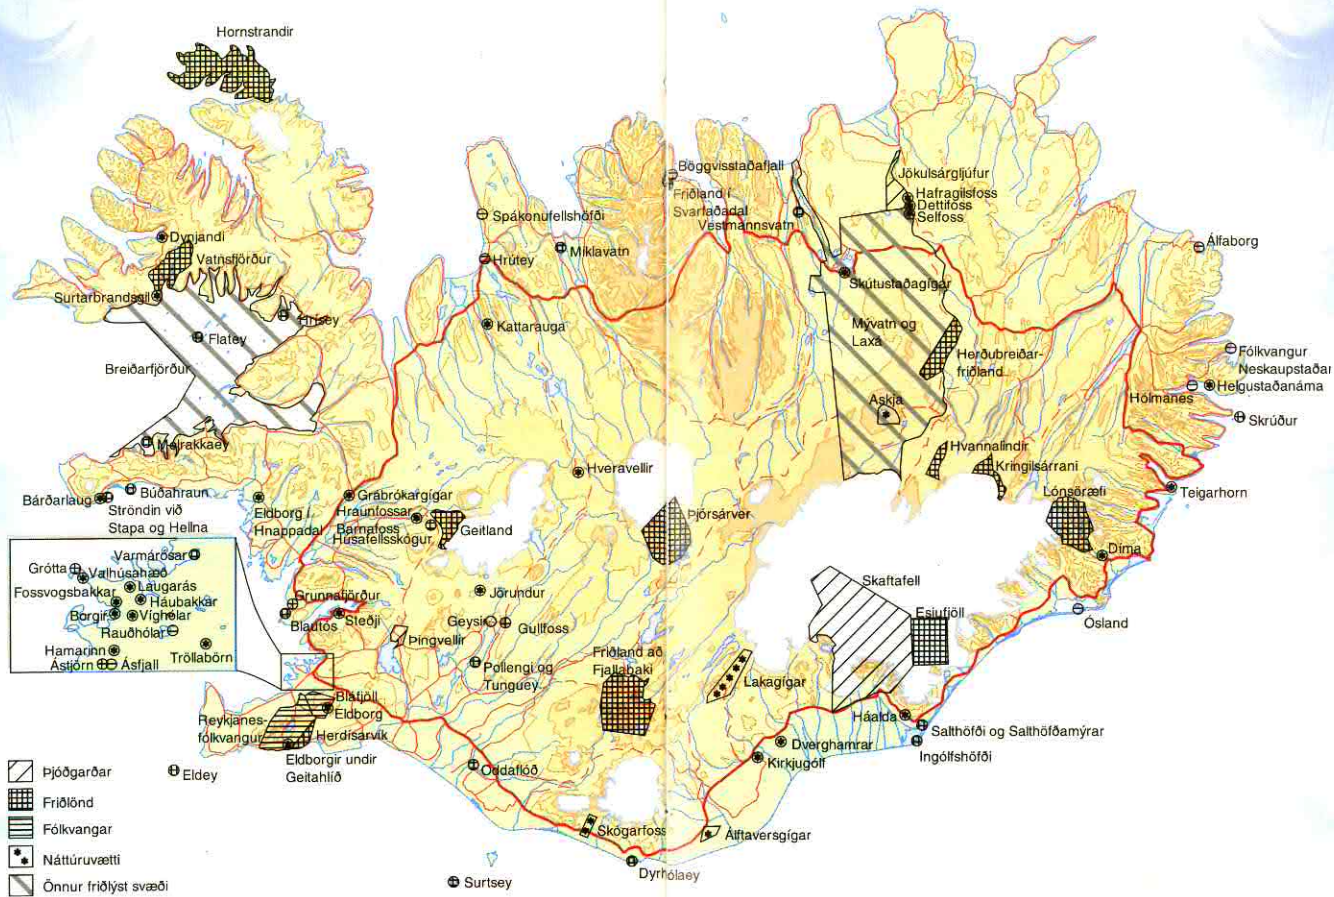 Hornstrandir
Böggvisstaðafjall
Friðland í
Svarfaðadal
Vestmannsvatn
Jökulsárgljúfur
Hafragilsfoss
Dettifoss
Selfoss
Spákonufellshöfði
Miklavatn
Hrútey
Álfaborg
Dynjandi
Vatnsfjörður
Surtarbrandsgil
Hrísey
Flatey
Breiðarfjörður
Kattarauga
Skútustaðagígar
Mývatn og
Laxá
Herðubreiðar-
friðland
Askja
Fólkvangur
Neskaupstaðar
Helgustaðanáma
Hólmanes
Skrúður
Melrakkaey
Hvannalindir
Kringilsárrani
Hveravellir
Bárðarlaug
Búðahraun
Ströndin við
Stapa og Hellna
Eldborg í
Hnappadal
Grábrókargígar
Hraunfossar
Barnafoss
Húsafellsskógur
Geitland
Þjórsárver
Lónsöræfi
Teigarhorn
Díma
Varmárósar
Grótta
Valhúsahæð
Laugarás
Fossvogsbakkar
Háubakkar
Borgir
Víghólar
Rauðhólar
Hamarinn
Tröllabörn
Ástjörn
Ásfjall
Grunnafjörður
Blautós
Steðji
Jörundur
Geysir
Gullfoss
Þingvellir
Pollengi og
Tunguey
Friðland að
Fjallabaki
Skaftafell
Esjufjöll
Ósland
Lakagígar
Bláfjöll
Eldborg
Reykjanes-
fólkvangur
Herdísarvík
Eldborgir undir
Geitahlíð
Háalda
Salthöfði og Salthöfðamýrar
Ingólfshöfði
Dverghamrar
Kirkjugólf
Eldey
Oddaflóð
Skógarfoss
Álftaversgígar
Dyrhólaey
Surtsey
Þjóðgarðar
Friðlönd
Fólkvangar
Náttúruvætti
Önnur friðlýst svæði